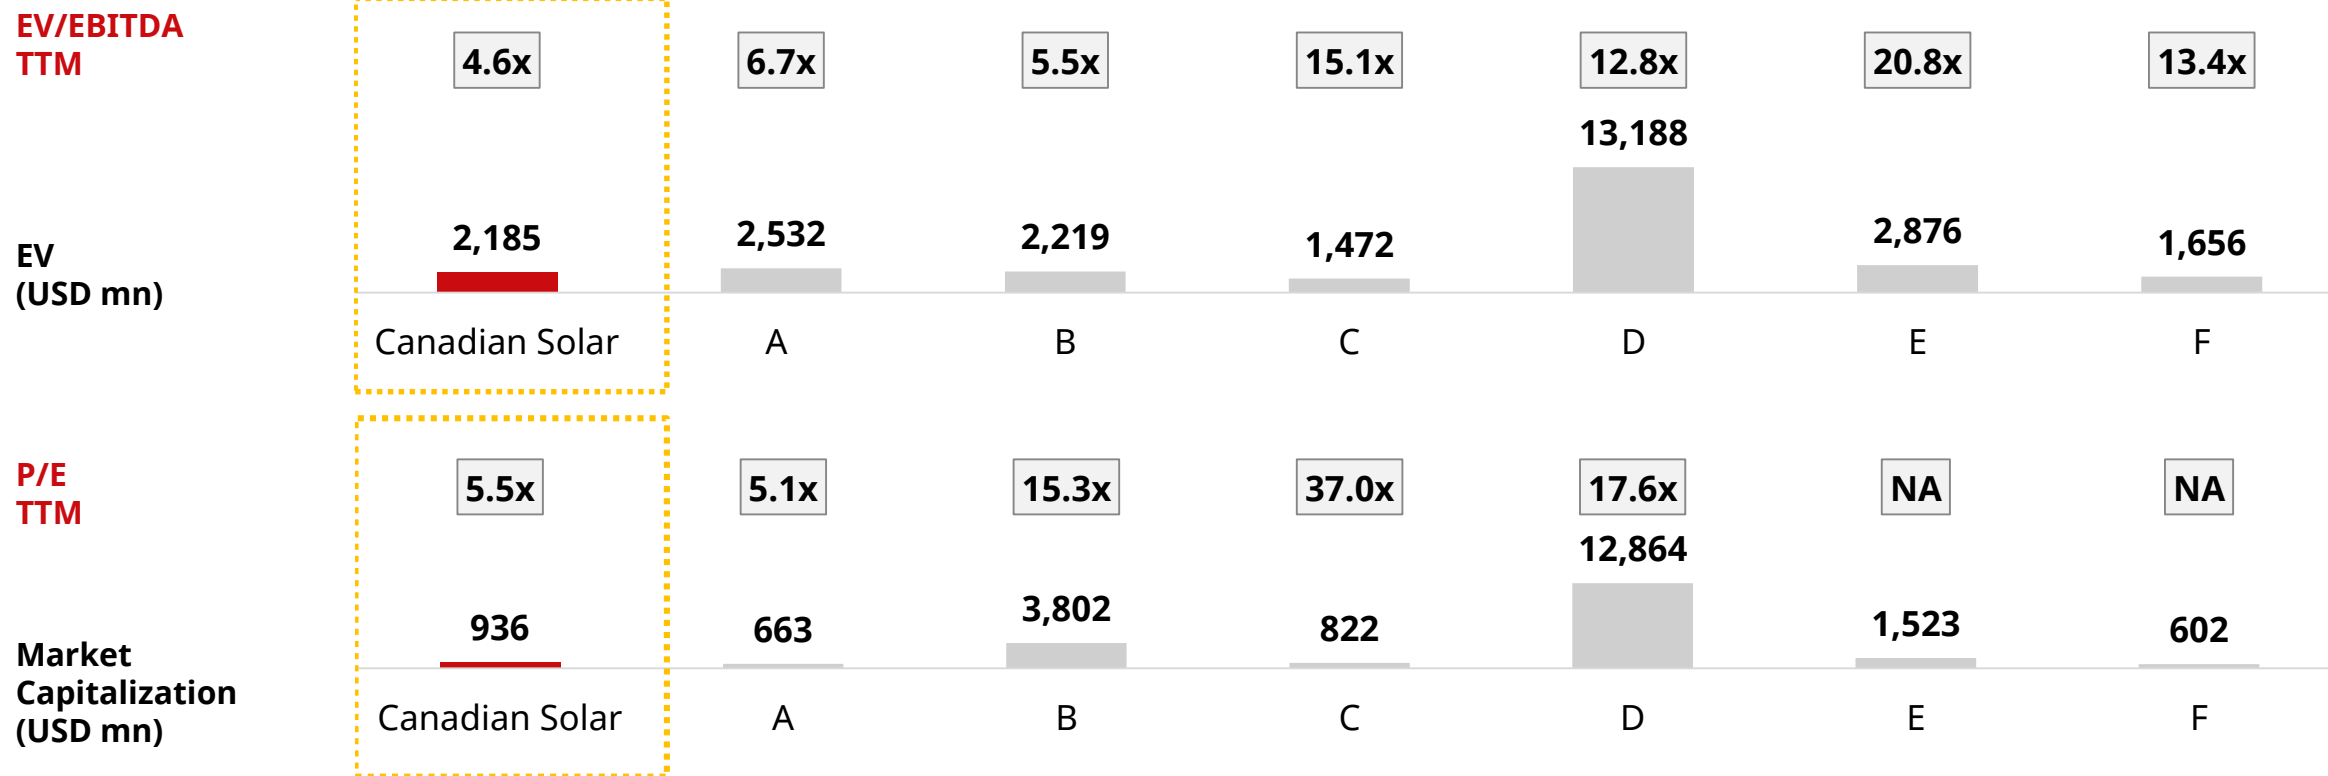 EV/EBITDA
TTM
4.6x 6.7x 5.5x 15.1x 12.8x 20.8x 13.4x
13,188
2,185 2,532 2,219 1,472 2,876 1,656
EV
(USD mn)
Canadian Solar A B C D E F
P/E
TTM
5.5x 5.1x 15.3x 37.0x 17.6x NA NA
12,864
936 663 3,802 822 1,523 602
Market
Capitalization
(USD mn)
Canadian Solar A B C D E F